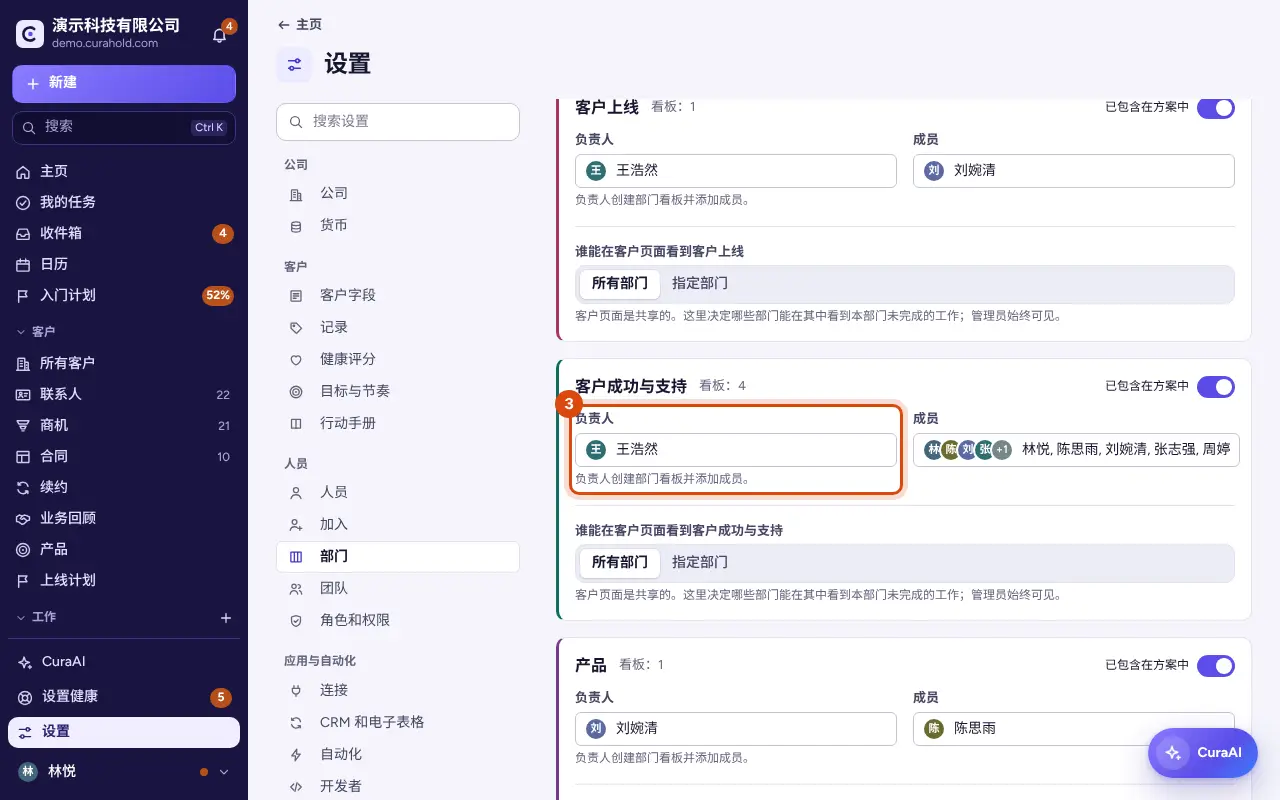 演示科技有限公司
demo.curahold.com
4
新建
搜索
Ctrl K
主页
我的任务
收件箱
4
日历
入门计划
52%
客户
所有客户
联系人
22
商机
21
合同
10
续约
业务回顾
产品
上线计划
工作
CuraAI
设置健康
5
设置
林
林悦
主页
设置
搜索设置
公司
公司
货币
客户
客户字段
记录
健康评分
目标与节奏
行动手册
人员
人员
加入
部门
团队
角色和权限
应用与自动化
连接
CRM 和电子表格
自动化
开发者
客户上线 看板：1
已包含在方案中
负责人
成员
王 王浩然
刘 刘婉清
负责人创建部门看板并添加成员。
谁能在客户页面看到客户上线
所有部门 指定部门
客户页面是共享的。这里决定哪些部门能在其中看到本部门未完成的工作；管理员始终可见。
客户成功与支持 看板：4
已包含在方案中
3
负责人
成员
王 王浩然
林 陈 刘 张 +1 林悦, 陈思雨, 刘婉清, 张志强, 周婷
负责人创建部门看板并添加成员。
谁能在客户页面看到客户成功与支持
所有部门 指定部门
客户页面是共享的。这里决定哪些部门能在其中看到本部门未完成的工作；管理员始终可见。
产品 看板：1
已包含在方案中
负责人
成员
刘 刘婉清
陈 陈思雨
负责人创建部门看板并添加成员。
CuraAI